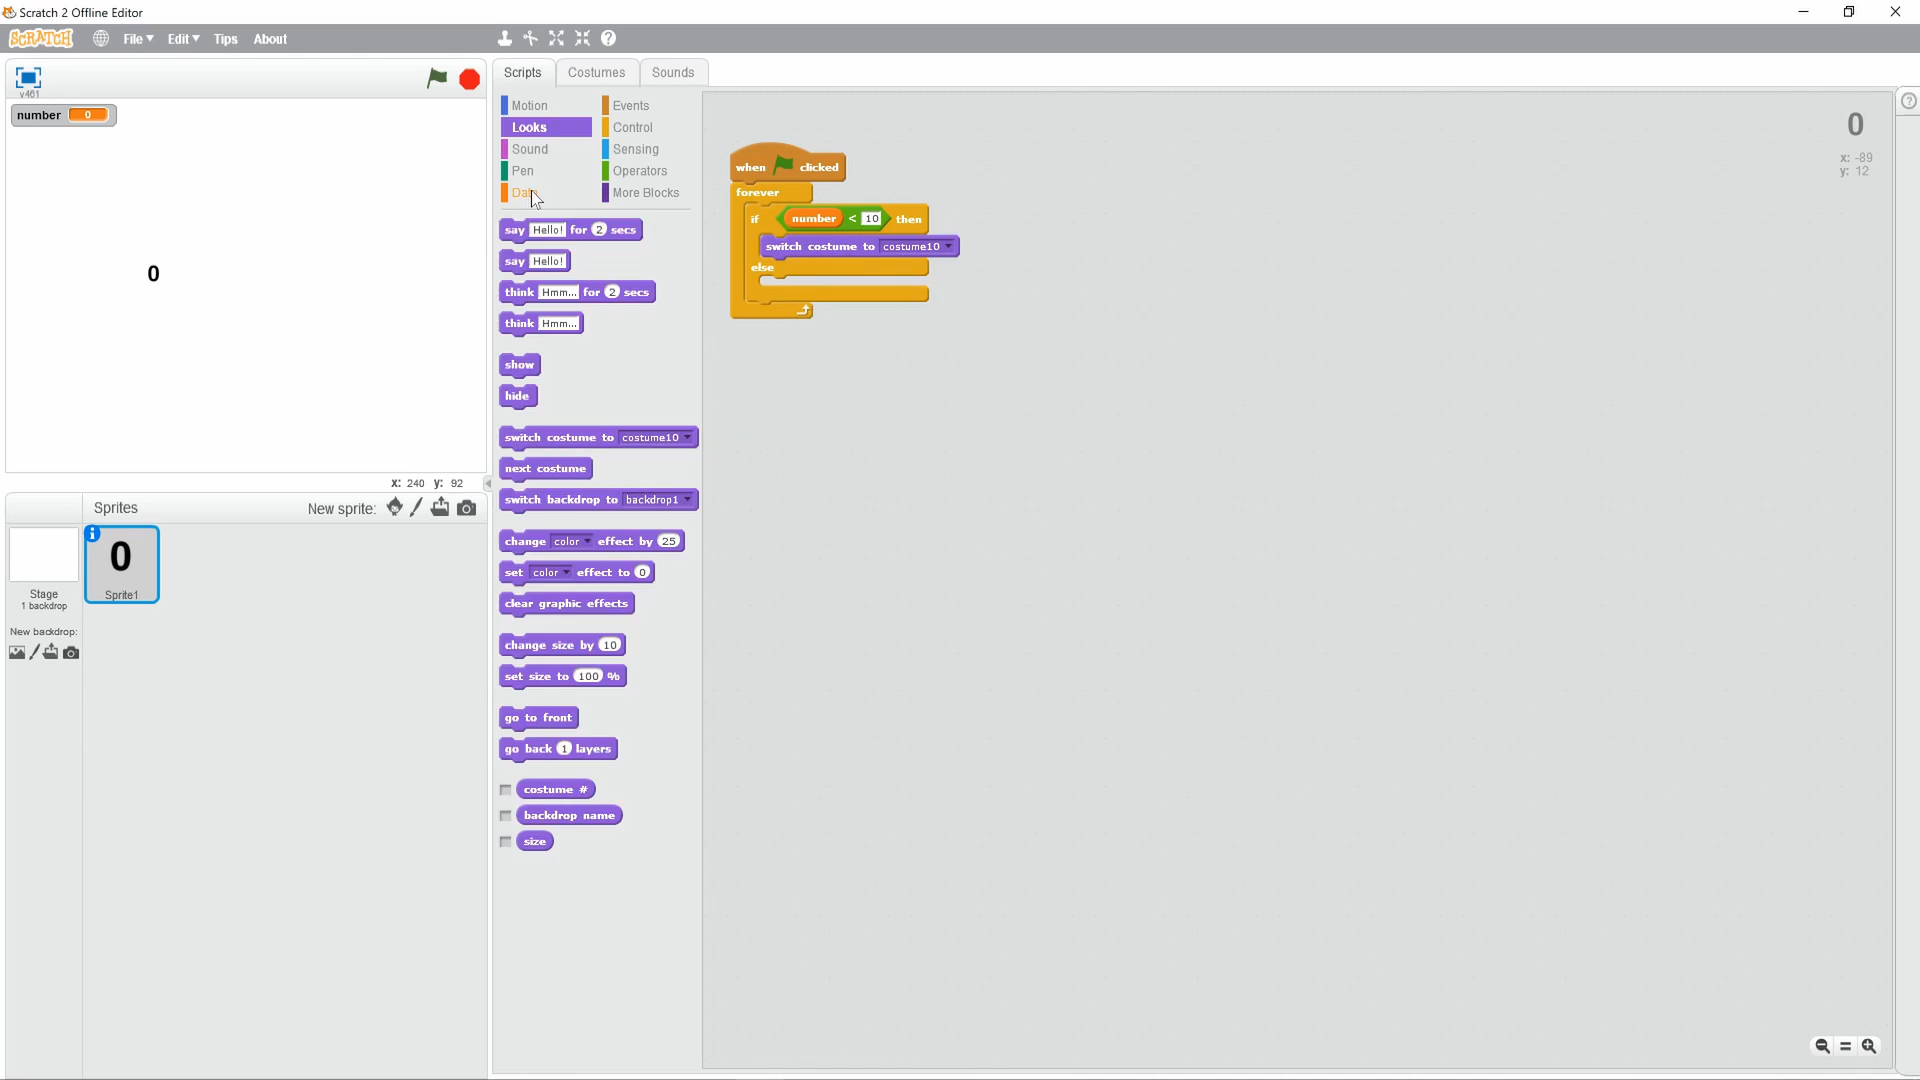 Scratch 2 Offline Editor
SCRATCH File Edit Tips About
v461
number 0
0
x: 240 y: 92
Sprites New sprite:
0
Sprite1
Stage
1 backdrop
New backdrop:
Scripts Costumes Sounds
Motion Events
Looks Control
Sound Sensing
Pen Operators
Data More Blocks
say Hello! for 2 secs
say Hello!
think Hmm... for 2 secs
think Hmm...
show
hide
switch costume to costume10
next costume
switch backdrop to backdrop1
change color effect by 25
set color effect to 0
clear graphic effects
change size by 10
set size to 100 %
go to front
go back 1 layers
costume #
backdrop name
size
when clicked
forever
if number < 10 then
switch costume to costume10
else
0
x: -89
y: 12